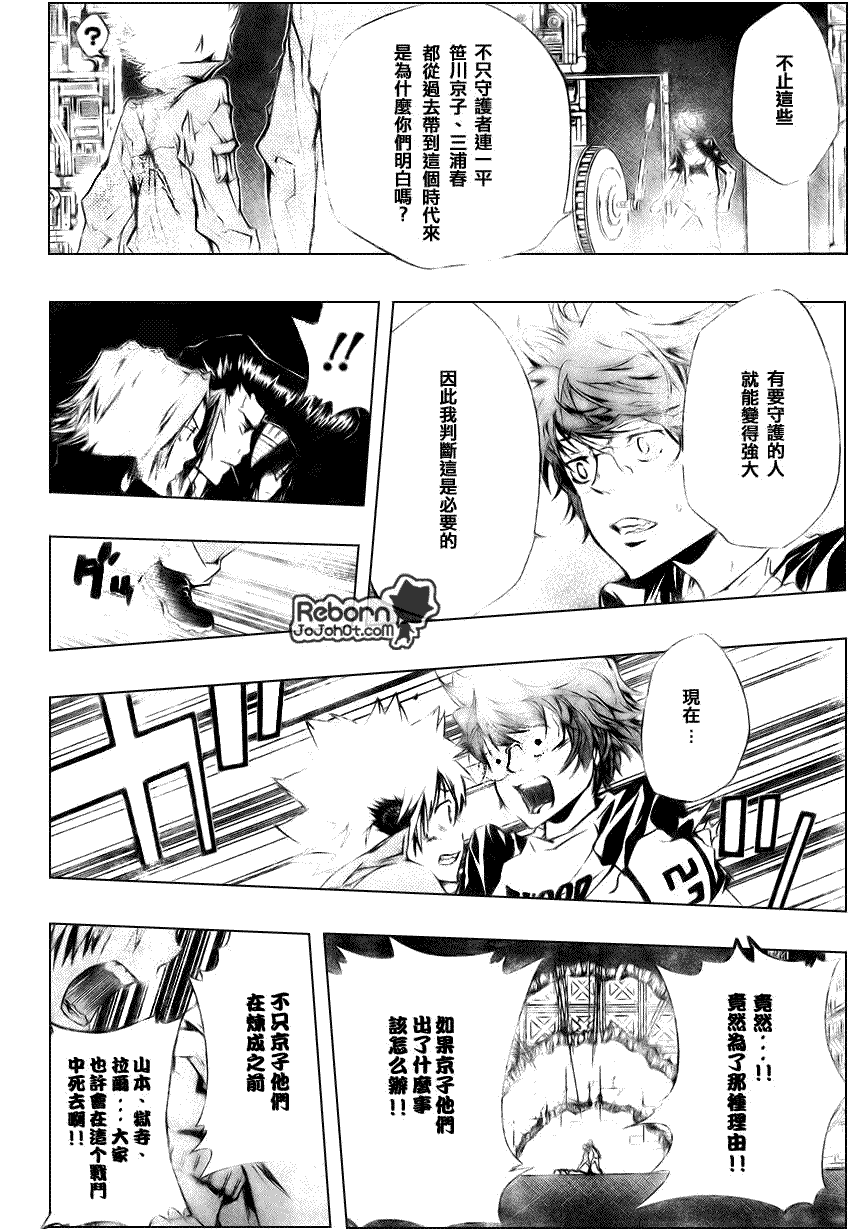 不止這些
不只守護者連一平
笹川京子、三浦春
都從過去帶到這個時代來
是為什麼你們明白嗎？
?
有要守護的人
就能變得強大
因此我判斷這是必要的
!!
ダッ
Reborn
JoJohOt.com
現在…
22
竟然…!!
竟然為了那種理由!!
如果京子他們
出了什麼事
該怎么辦!!
不只京子他們
在煉成之前
山本、獄寺、
拉爾…大家
也許會在這个戰鬥
中死去啊!!